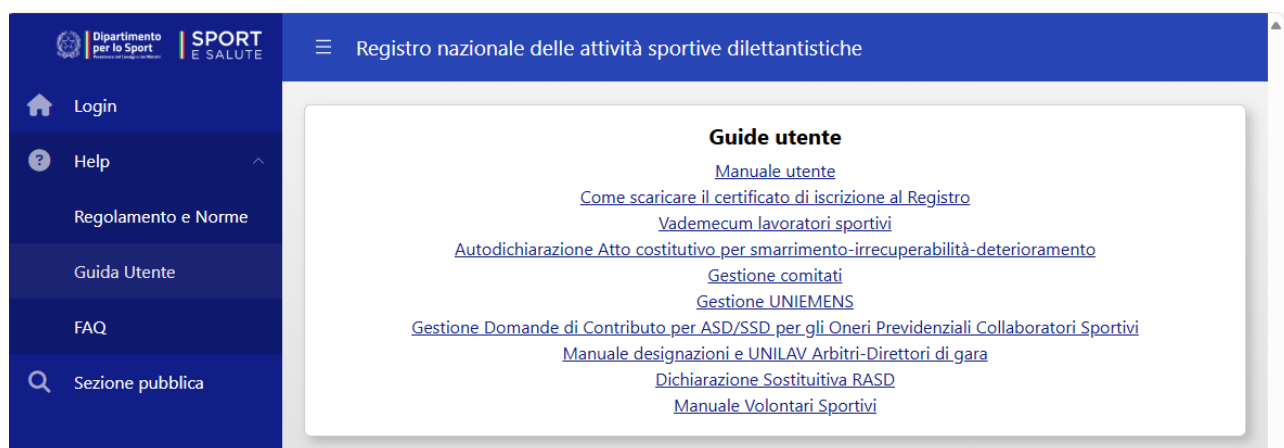 Dipartimento
per lo Sport
SPORT
E SALUTE
Registro nazionale delle attività sportive dilettantistiche
Login
Help
Regolamento e Norme
Guida Utente
FAQ
Sezione pubblica
Guide utente
Manuale utente
Come scaricare il certificato di iscrizione al Registro
Vademecum lavoratori sportivi
Autodichiarazione Atto costitutivo per smarrimento-irrecuperabilità-deterioramento
Gestione comitati
Gestione UNIEMENS
Gestione Domande di Contributo per ASD/SSD per gli Oneri Previdenziali Collaboratori Sportivi
Manuale designazioni e UNILAV Arbitri-Direttori di gara
Dichiarazione Sostituitiva RASD
Manuale Volontari Sportivi